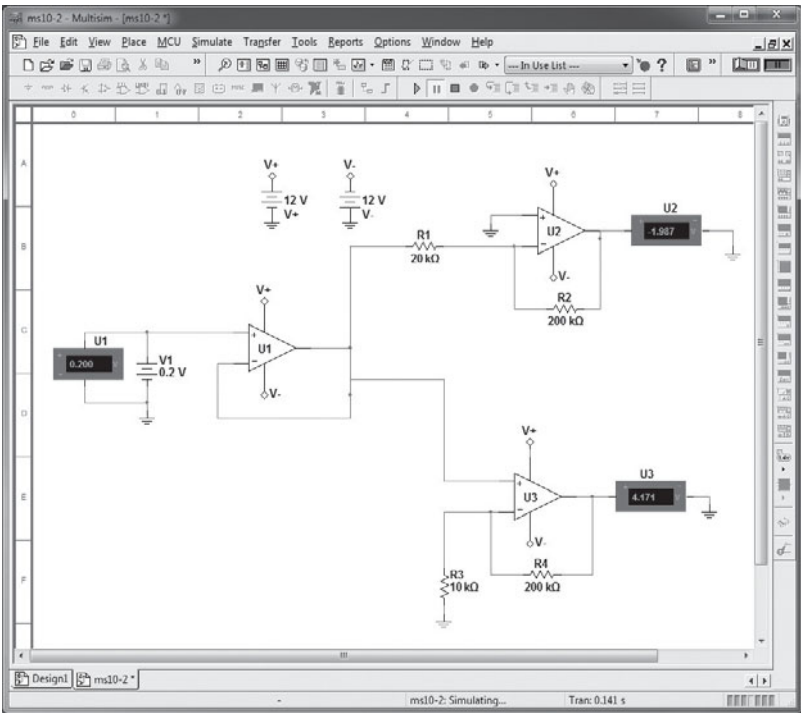 ms10-2 - Multisim - [ms10-2 *]
File Edit View Place MCU Simulate Transfer Tools Reports Options Window Help
--- In Use List ---
0 1 2 3 4 5 6 7 8
A
B
C
D
E
F
V+
12 V
V+
V-
12 V
V-
R1
20 kΩ
V+
U2
V-
R2
200 kΩ
U2
-1.987 V
U1
0.200 V
V1
0.2 V
V+
U1
V-
V+
U3
V-
R3
10 kΩ
R4
200 kΩ
U3
4.171 V
Design1 ms10-2 *
ms10-2: Simulating... Tran: 0.141 s